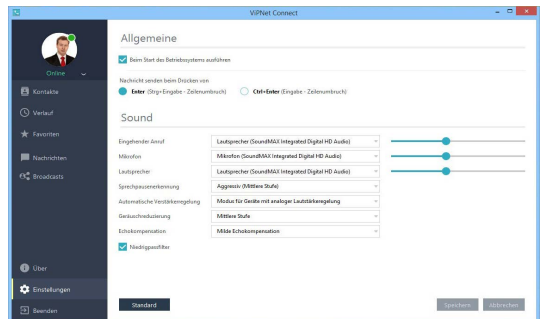 ViPNet Connect
Online
Kontakte
Verlauf
Favoriten
Nachrichten
Broadcasts
Über
Einstellungen
Beenden
Allgemeine
Beim Start des Betriebssystems ausführen
Nachricht senden beim Drücken von
Enter (Strg+Eingabe - Zeilenumbruch) Ctrl+Enter (Eingabe - Zeilenumbruch)
Sound
Eingehender Anruf Lautsprecher (SoundMAX Integrated Digital HD Audio)
Mikrofon Mikrofon (SoundMAX Integrated Digital HD Audio)
Lautsprecher Lautsprecher (SoundMAX Integrated Digital HD Audio)
Sprechpausenerkennung Aggressiv (Mittlere Stufe)
Automatische Verstärkerregelung Modus für Geräte mit analoger Lautstärkeregelung
Geräuschreduzierung Mittlere Stufe
Echokompensation Milde Echokompensation
Niedrigpassfilter
Standard Speichern Abbrechen